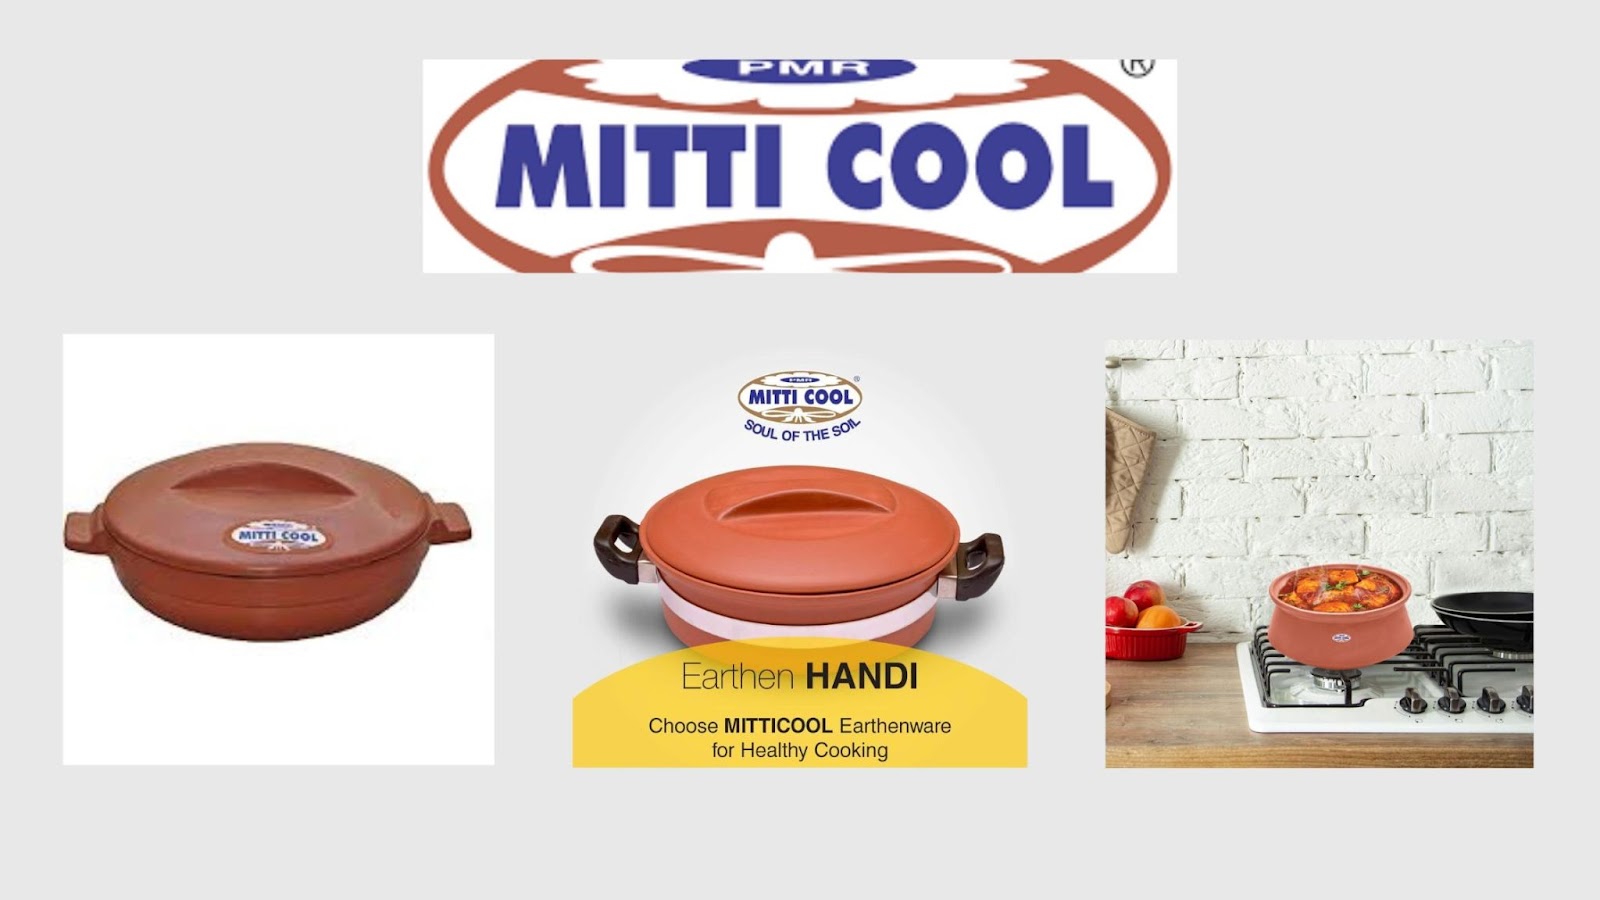 PMR
®
MITTI COOL
MITTI COOL
PMR
®
MITTI COOL
SOUL OF THE SOIL
Earthen HANDI
Choose MITTICOOL Earthenware
for Healthy Cooking